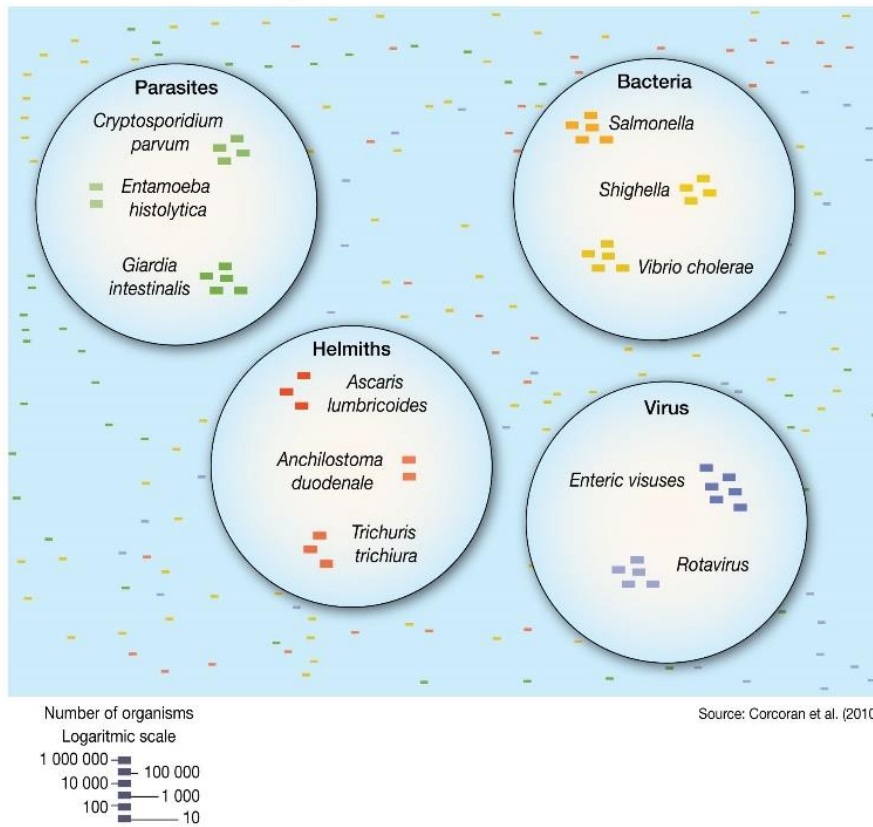 Parasites
Cryptosporidium
parvum
Entamoeba
histolytica
Giardia
intestinalis
Bacteria
Salmonella
Shighella
Vibrio cholerae
Helmiths
Ascaris
lumbricoides
Anchilostoma
duodenale
Trichuris
trichiura
Virus
Enteric visuses
Rotavirus
Number of organisms
Logaritmic scale
1 000 000
100 000
10 000
1 000
100
10
Source: Corcoran et al. (2010